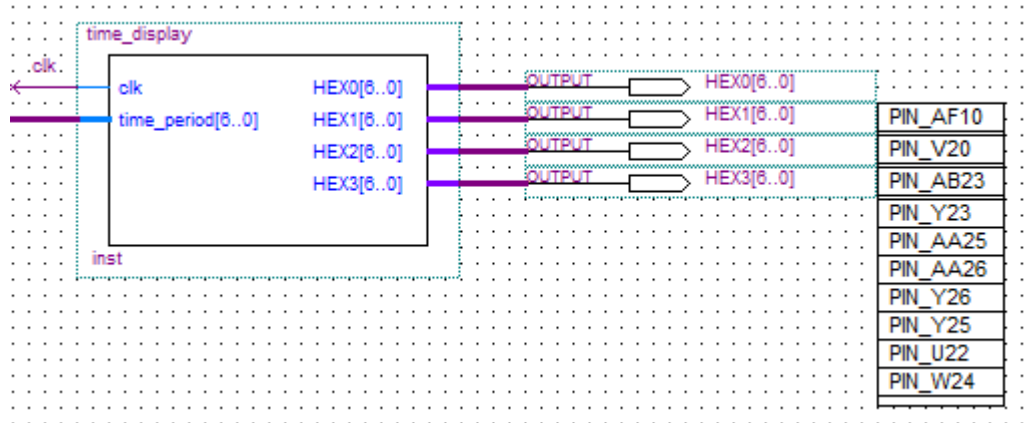 time_display
clk
clk
time_period[6..0]
HEX0[6..0]
HEX1[6..0]
HEX2[6..0]
HEX3[6..0]
inst
OUTPUT HEX0[6..0]
OUTPUT HEX1[6..0]
OUTPUT HEX2[6..0]
OUTPUT HEX3[6..0]
PIN_AF10
PIN_V20
PIN_AB23
PIN_Y23
PIN_AA25
PIN_AA26
PIN_Y26
PIN_Y25
PIN_U22
PIN_W24